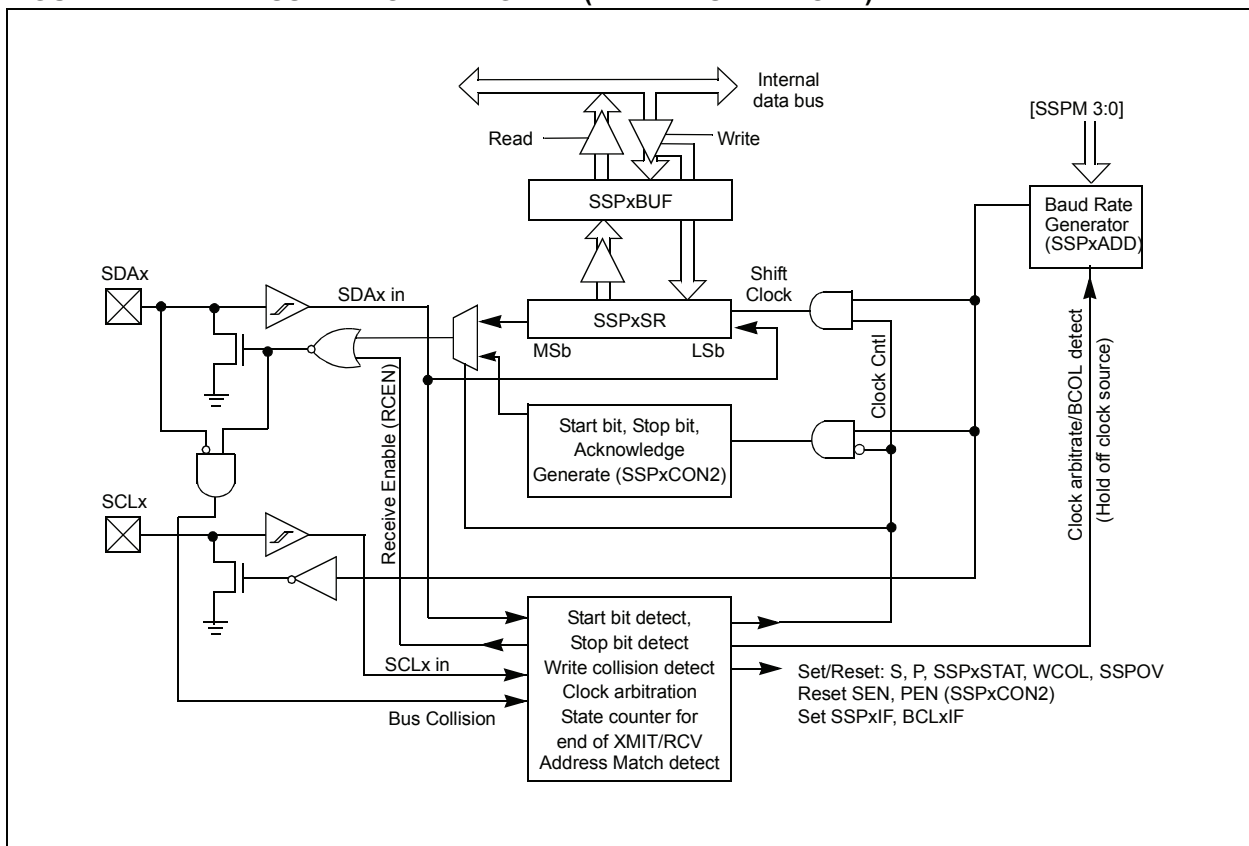 Internal
data bus
[SSPM 3:0]
Read
Write
SSPxBUF
Baud Rate
Generator
(SSPxADD)
SDAx
SDAx in
Shift
Clock
SSPxSR
MSb
LSb
Clock Cntl
Receive Enable (RCEN)
Start bit, Stop bit,
Acknowledge
Generate (SSPxCON2)
Clock arbitrate/BCOL detect
(Hold off clock source)
SCLx
SCLx in
Bus Collision
Start bit detect,
Stop bit detect
Write collision detect
Clock arbitration
State counter for
end of XMIT/RCV
Address Match detect
Set/Reset: S, P, SSPxSTAT, WCOL, SSPOV
Reset SEN, PEN (SSPxCON2)
Set SSPxIF, BCLxIF